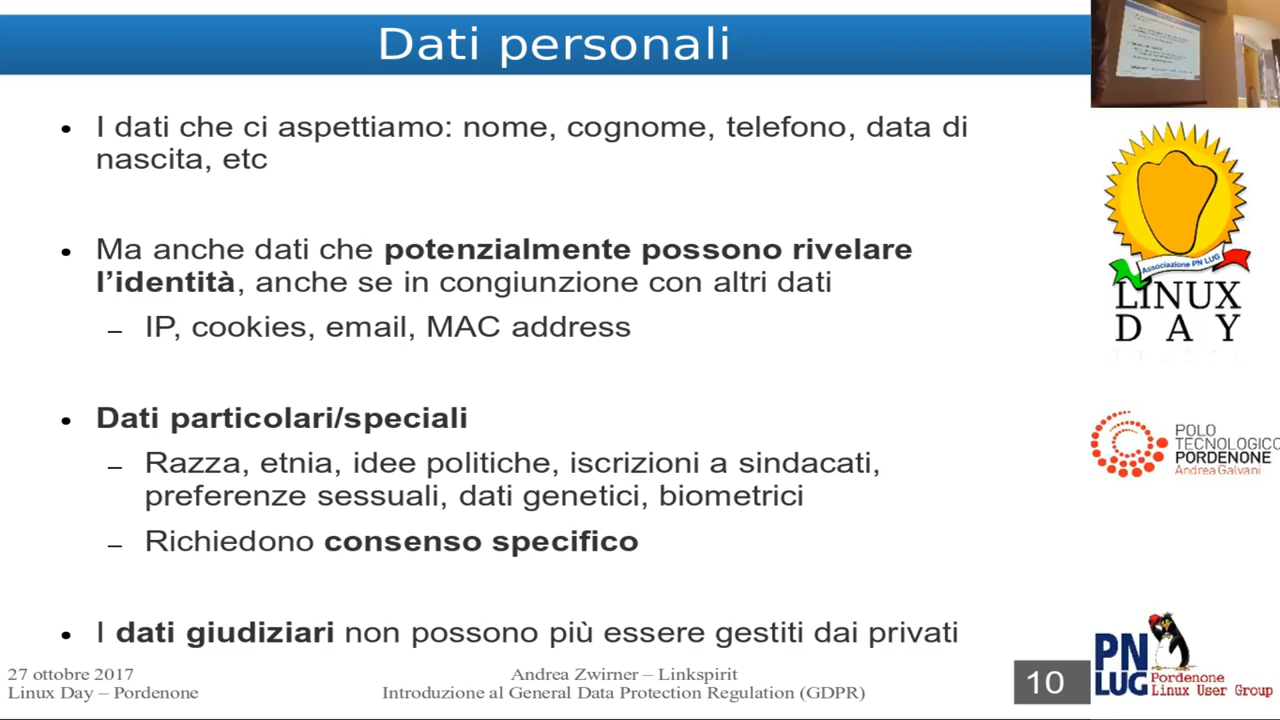 Dati personali
• I dati che ci aspettiamo: nome, cognome, telefono, data di
nascita, etc
• Ma anche dati che potenzialmente possono rivelare
l’identità, anche se in congiunzione con altri dati
– IP, cookies, email, MAC address
• Dati particolari/speciali
– Razza, etnia, idee politiche, iscrizioni a sindacati,
preferenze sessuali, dati genetici, biometrici
– Richiedono consenso specifico
• I dati giudiziari non possono più essere gestiti dai privati
27 ottobre 2017
Linux Day – Pordenone
Andrea Zwirner – Linkspirit
Introduzione al General Data Protection Regulation (GDPR)
10
Associazione PN LUG
LINUX
DAY
POLO
TECNOLOGICO
PORDENONE
Andrea Galvani
PN
LUG
Pordenone
Linux User Group